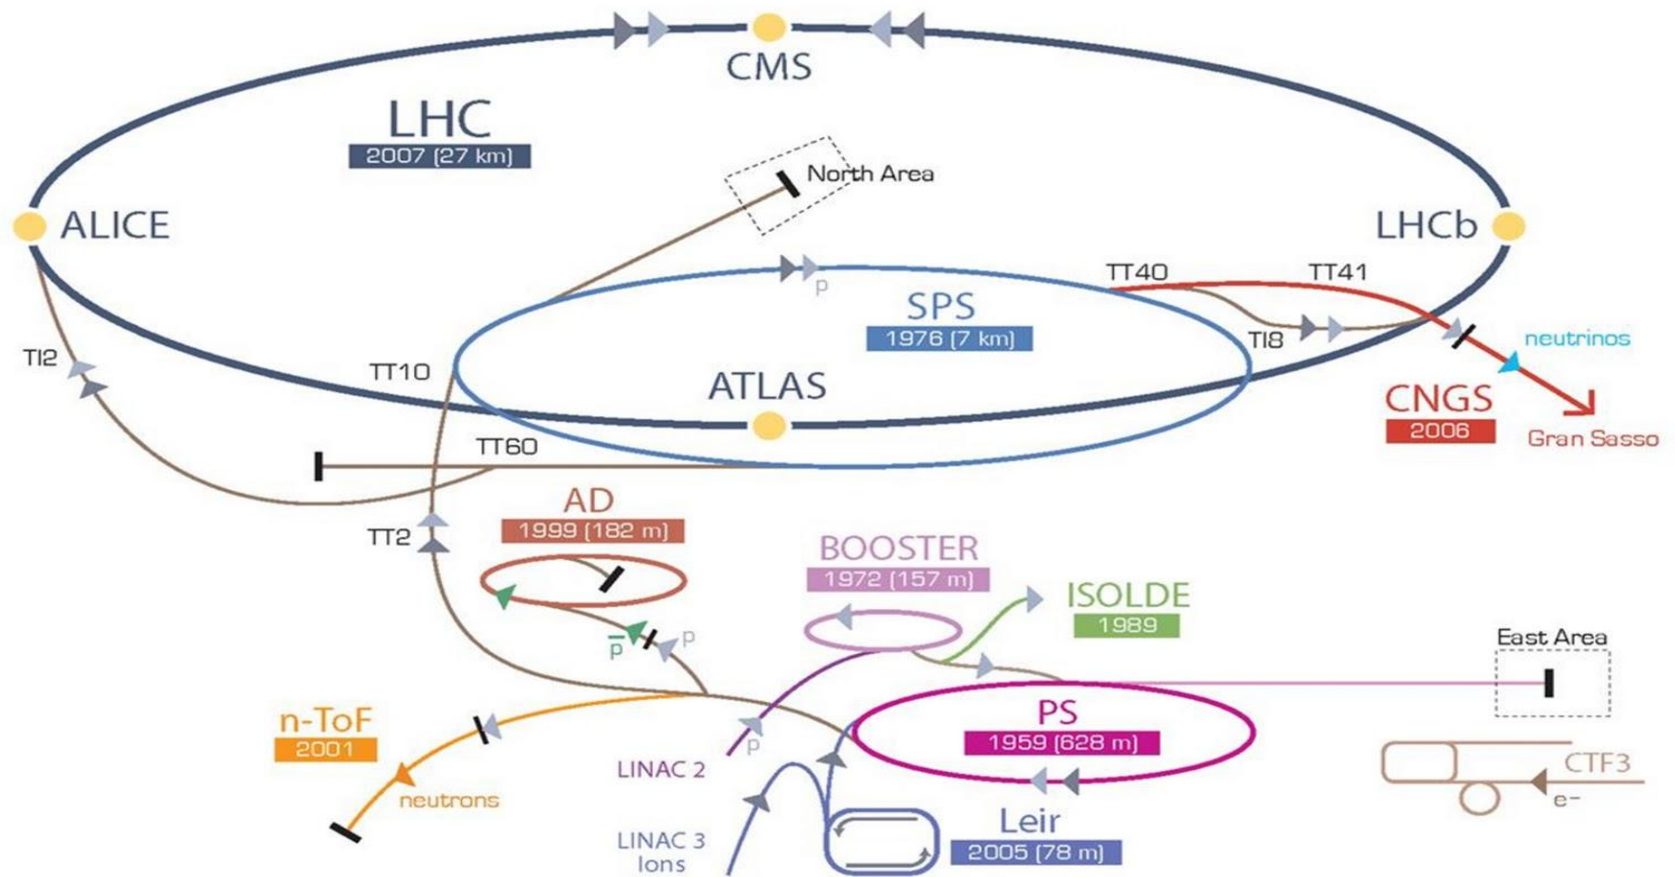 CMS
LHC
2007 (27 km)
North Area
ALICE
LHCb
TT40
TT41
p
SPS
1976 (7 km)
TI8
neutrinos
TI2
TT10
ATLAS
CNGS
2006
Gran Sasso
TT60
AD
1999 (182 m)
TT2
BOOSTER
1972 (157 m)
ISOLDE
1989
p̅
p
East Area
n-ToF
2001
PS
1959 (628 m)
p
LINAC 2
CTF3
neutrons
e-
Leir
2005 (78 m)
LINAC 3
Ions